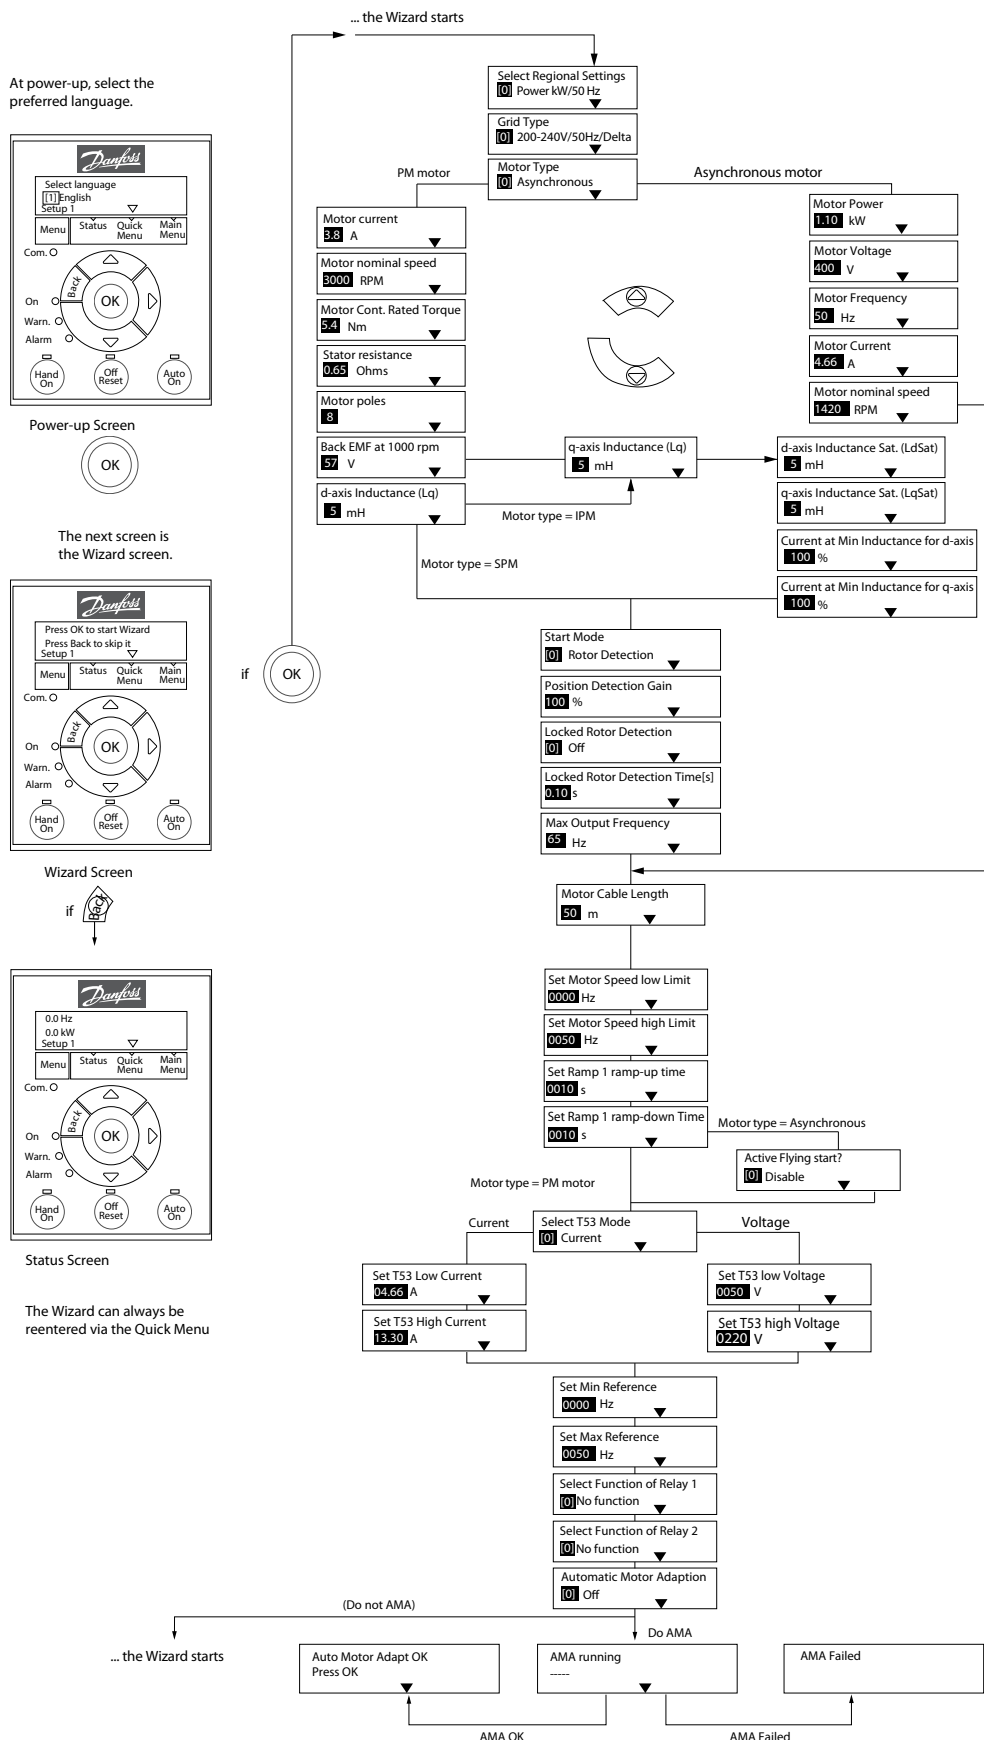 ... the Wizard starts
At power-up, select the
preferred language.
Danfoss
Select language
[1] English
Setup 1
Menu
Status
Quick
Menu
Main
Menu
Com.
Back
OK
On
Warn.
Alarm
Hand
On
Off
Reset
Auto
On
Power-up Screen
OK
The next screen is
the Wizard screen.
Danfoss
Press OK to start Wizard
Press Back to skip it
Setup 1
Menu
Status
Quick
Menu
Main
Menu
Com.
Back
OK
On
Warn.
Alarm
Hand
On
Off
Reset
Auto
On
if
OK
Wizard Screen
if
Back
Danfoss
0.0 Hz
0.0 kW
Setup 1
Menu
Status
Quick
Menu
Main
Menu
Com.
Back
OK
On
Warn.
Alarm
Hand
On
Off
Reset
Auto
On
Status Screen
The Wizard can always be
reentered via the Quick Menu
Select Regional Settings
[0] Power kW/50 Hz
Grid Type
[0] 200-240V/50Hz/Delta
Motor Type
[0] Asynchronous
PM motor
Asynchronous motor
Motor current
3.8 A
Motor nominal speed
3000 RPM
Motor Cont. Rated Torque
5.4 Nm
Stator resistance
0.65 Ohms
Motor poles
8
Back EMF at 1000 rpm
57 V
d-axis Inductance (Lq)
5 mH
Motor Power
1.10 kW
Motor Voltage
400 V
Motor Frequency
50 Hz
Motor Current
4.66 A
Motor nominal speed
1420 RPM
q-axis Inductance (Lq)
5 mH
Motor type = IPM
Motor type = SPM
d-axis Inductance Sat. (LdSat)
5 mH
q-axis Inductance Sat. (LqSat)
5 mH
Current at Min Inductance for d-axis
100 %
Current at Min Inductance for q-axis
100 %
Start Mode
[0] Rotor Detection
Position Detection Gain
100 %
Locked Rotor Detection
[0] Off
Locked Rotor Detection Time[s]
0.10 s
Max Output Frequency
65 Hz
Motor Cable Length
50 m
Set Motor Speed low Limit
0000 Hz
Set Motor Speed high Limit
0050 Hz
Set Ramp 1 ramp-up time
0010 s
Set Ramp 1 ramp-down Time
0010 s
Motor type = Asynchronous
Active Flying start?
[0] Disable
Motor type = PM motor
Current
Select T53 Mode
[0] Current
Voltage
Set T53 Low Current
04.66 A
Set T53 High Current
13.30 A
Set T53 low Voltage
0050 V
Set T53 high Voltage
0220 V
Set Min Reference
0000 Hz
Set Max Reference
0050 Hz
Select Function of Relay 1
[0] No function
Select Function of Relay 2
[0] No function
Automatic Motor Adaption
[0] Off
(Do not AMA)
Do AMA
... the Wizard starts
Auto Motor Adapt OK
Press OK
AMA running
-----
AMA Failed
AMA OK
AMA Failed